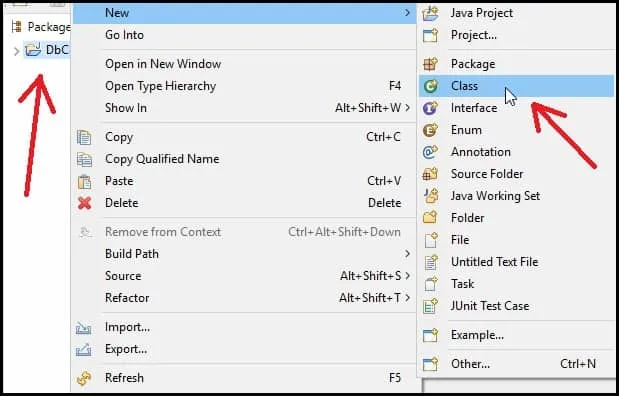 Package
DbC
New
Go Into
Open in New Window
Open Type Hierarchy F4
Show In Alt+Shift+W
Copy Ctrl+C
Copy Qualified Name
Paste Ctrl+V
Delete Delete
Remove from Context Ctrl+Alt+Shift+Down
Build Path
Source Alt+Shift+S
Refactor Alt+Shift+T
Import...
Export...
Refresh F5
Java Project
Project...
Package
Class
Interface
Enum
Annotation
Source Folder
Java Working Set
Folder
File
Untitled Text File
Task
JUnit Test Case
Example...
Other... Ctrl+N